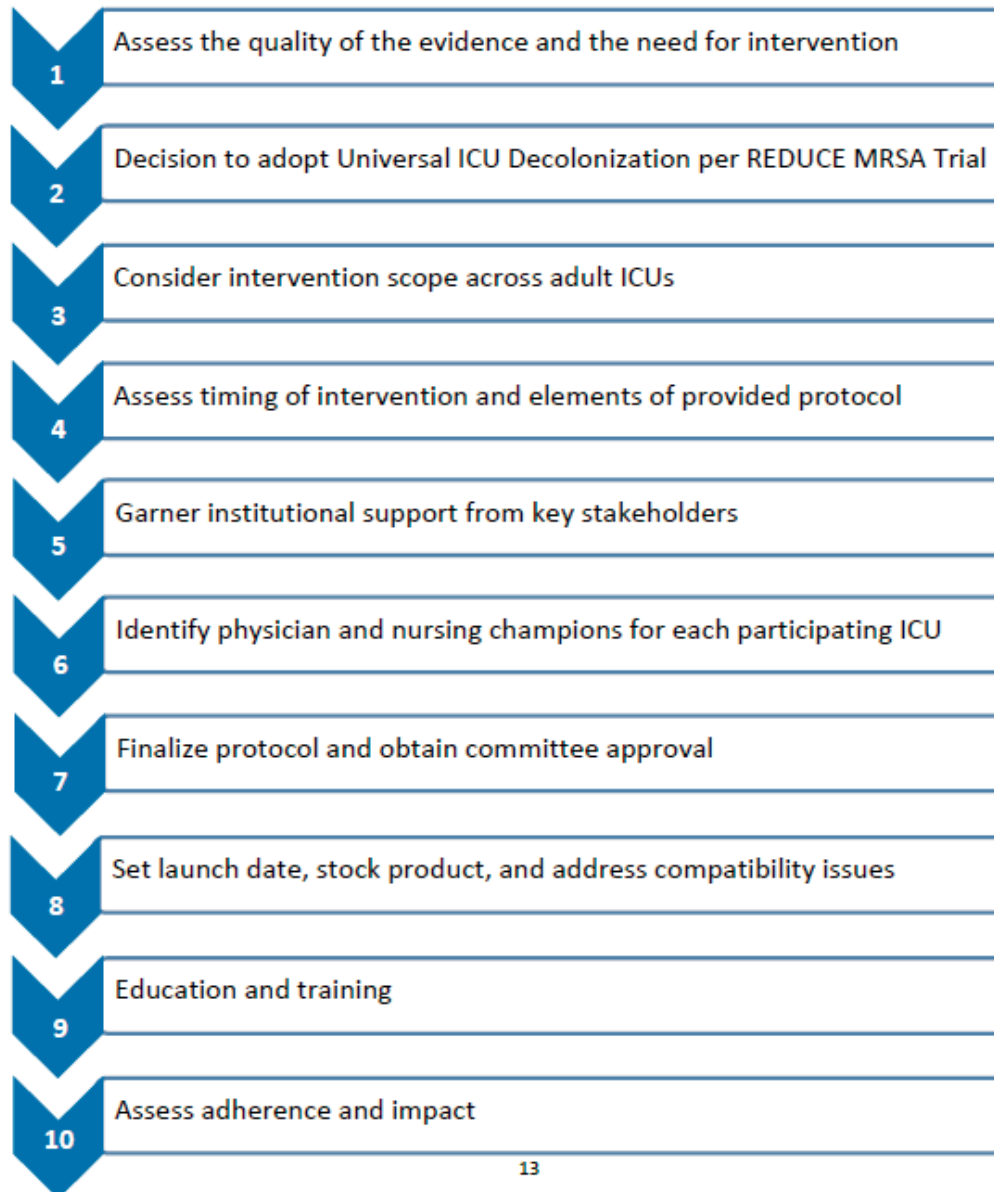 Assess the quality of the evidence and the need for intervention
1
Decision to adopt Universal ICU Decolonization per REDUCE MRSA Trial
2
Consider intervention scope across adult ICUs
3
Assess timing of intervention and elements of provided protocol
4
Garner institutional support from key stakeholders
5
Identify physician and nursing champions for each participating ICU
6
Finalize protocol and obtain committee approval
7
Set launch date, stock product, and address compatibility issues
8
Education and training
9
Assess adherence and impact
10
13